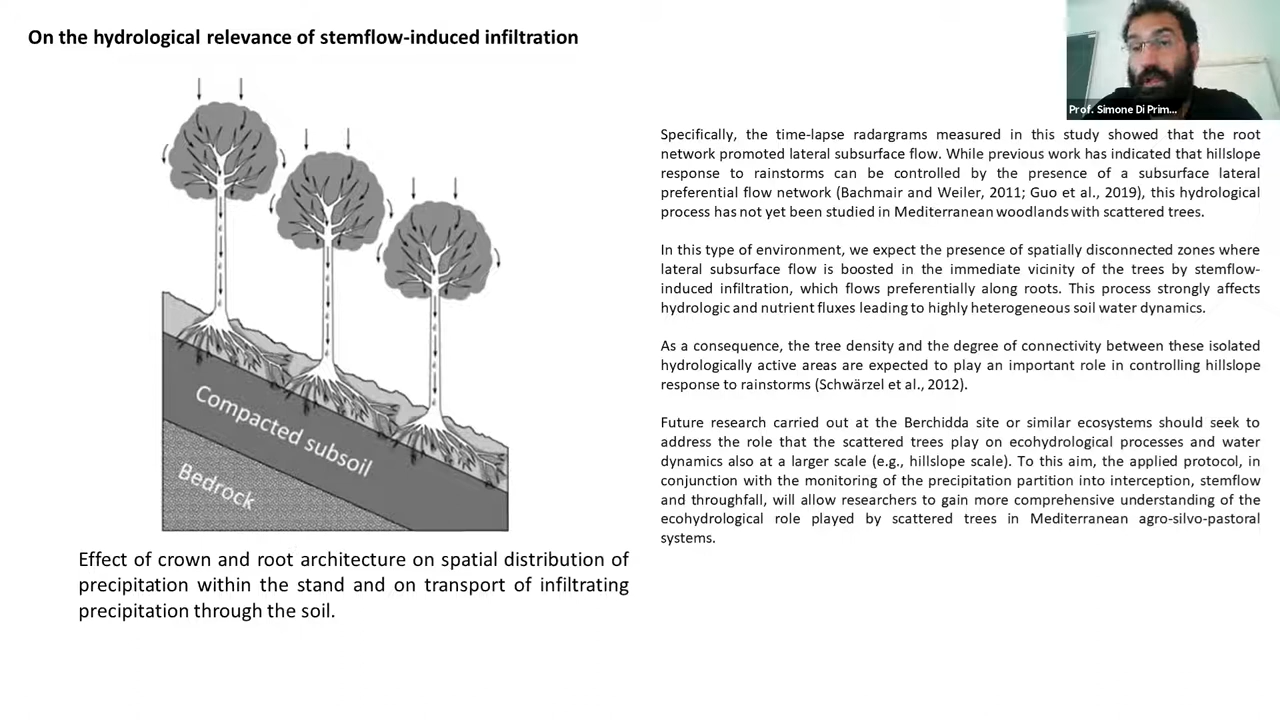 On the hydrological relevance of stemflow-induced infiltration
Prof. Simone Di Prim...
Compacted subsoil
Bedrock
Effect of crown and root architecture on spatial distribution of
precipitation within the stand and on transport of infiltrating
precipitation through the soil.
Specifically, the time-lapse radargrams measured in this study showed that the root
network promoted lateral subsurface flow. While previous work has indicated that hillslope
response to rainstorms can be controlled by the presence of a subsurface lateral
preferential flow network (Bachmair and Weiler, 2011; Guo et al., 2019), this hydrological
process has not yet been studied in Mediterranean woodlands with scattered trees.
In this type of environment, we expect the presence of spatially disconnected zones where
lateral subsurface flow is boosted in the immediate vicinity of the trees by stemflow-
induced infiltration, which flows preferentially along roots. This process strongly affects
hydrologic and nutrient fluxes leading to highly heterogeneous soil water dynamics.
As a consequence, the tree density and the degree of connectivity between these isolated
hydrologically active areas are expected to play an important role in controlling hillslope
response to rainstorms (Schwärzel et al., 2012).
Future research carried out at the Berchidda site or similar ecosystems should seek to
address the role that the scattered trees play on ecohydrological processes and water
dynamics also at a larger scale (e.g., hillslope scale). To this aim, the applied protocol, in
conjunction with the monitoring of the precipitation partition into interception, stemflow
and throughfall, will allow researchers to gain more comprehensive understanding of the
ecohydrological role played by scattered trees in Mediterranean agro-silvo-pastoral
systems.